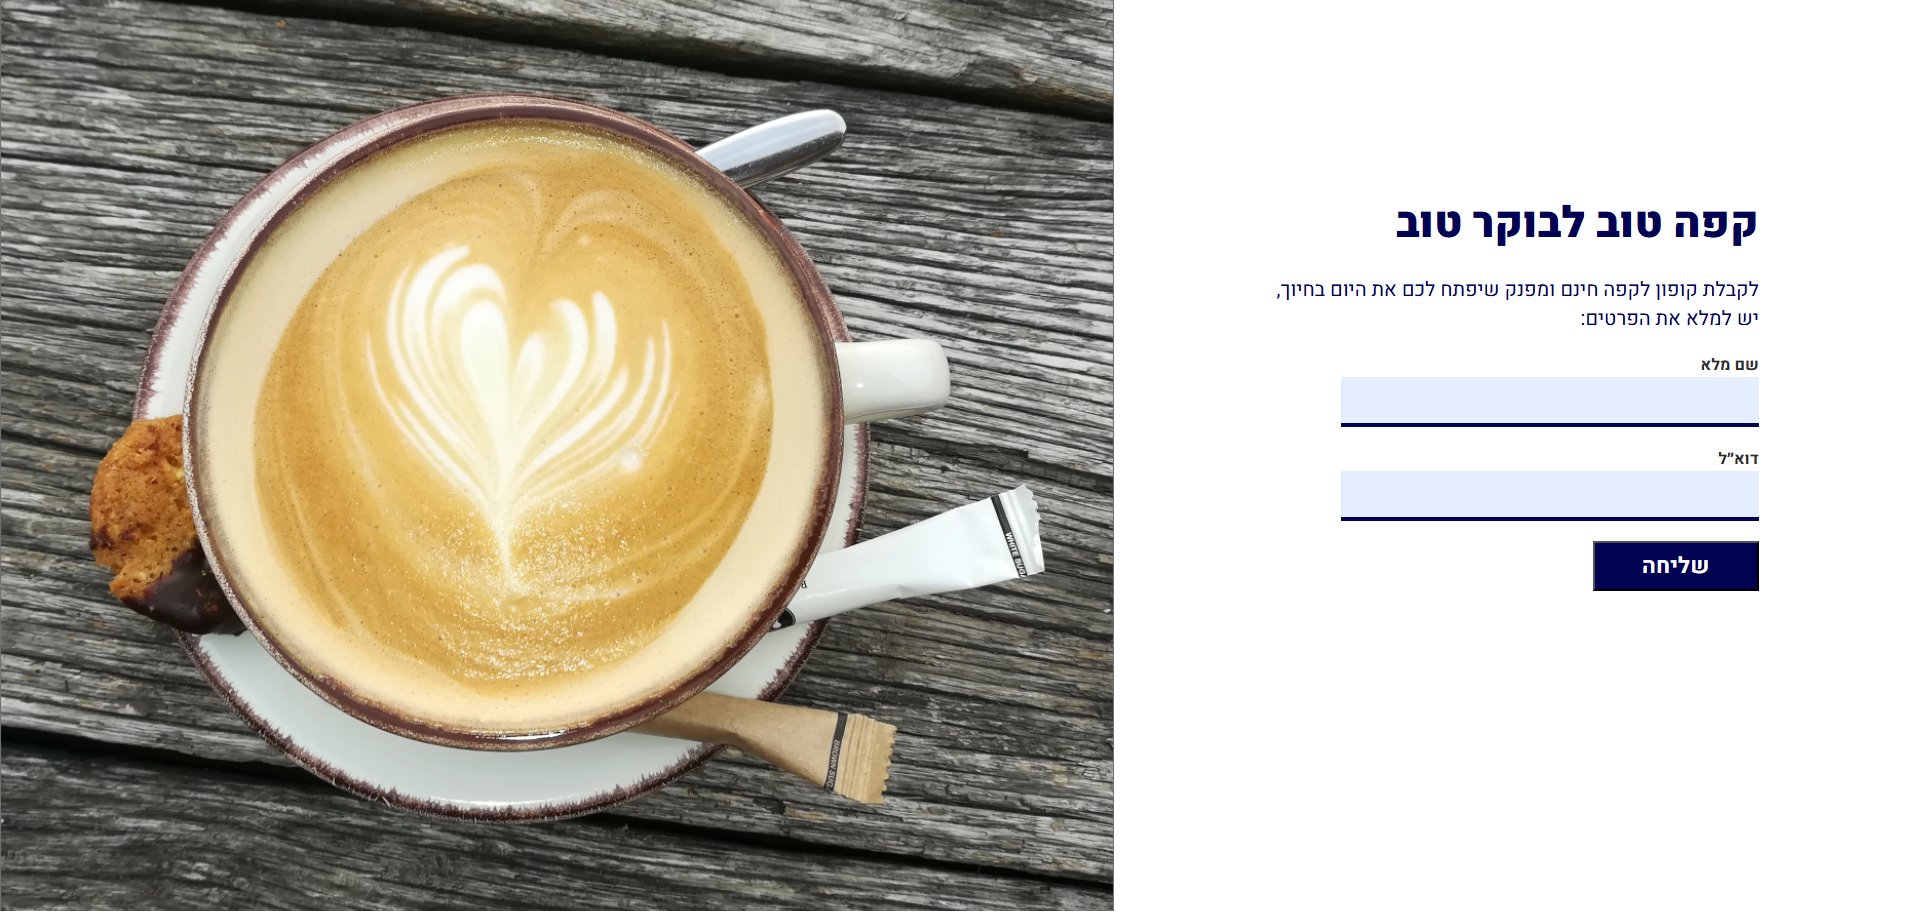 קפה טוב לבוקר טוב
לקבלת קופון לקפה חינם ומפנק שיפתח לכם את היום בחיוך,
יש למלא את הפרטים:
שם מלא
דוא״ל
שליחה
WHITE SUG
BROWN SUG